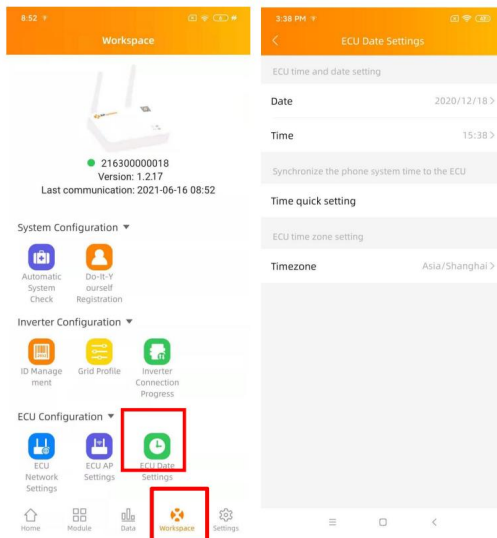 8:52
Workspace
216300000018
Version: 1.2.17
Last communication: 2021-06-16 08:52
System Configuration
Automatic
System
Check
Do-It-Y
ourself
Registration
Inverter Configuration
ID Manage
ment
Grid Profile
Inverter
Connection
Progress
ECU Configuration
ECU
Network
Settings
ECU AP
Settings
ECU Date
Settings
Home
Module
Data
Workspace
Settings
3:38 PM
ECU Date Settings
ECU time and date setting
Date 2020/12/18
Time 15:38
Synchronize the phone system time to the ECU
Time quick setting
ECU time zone setting
Timezone Asia/Shanghai